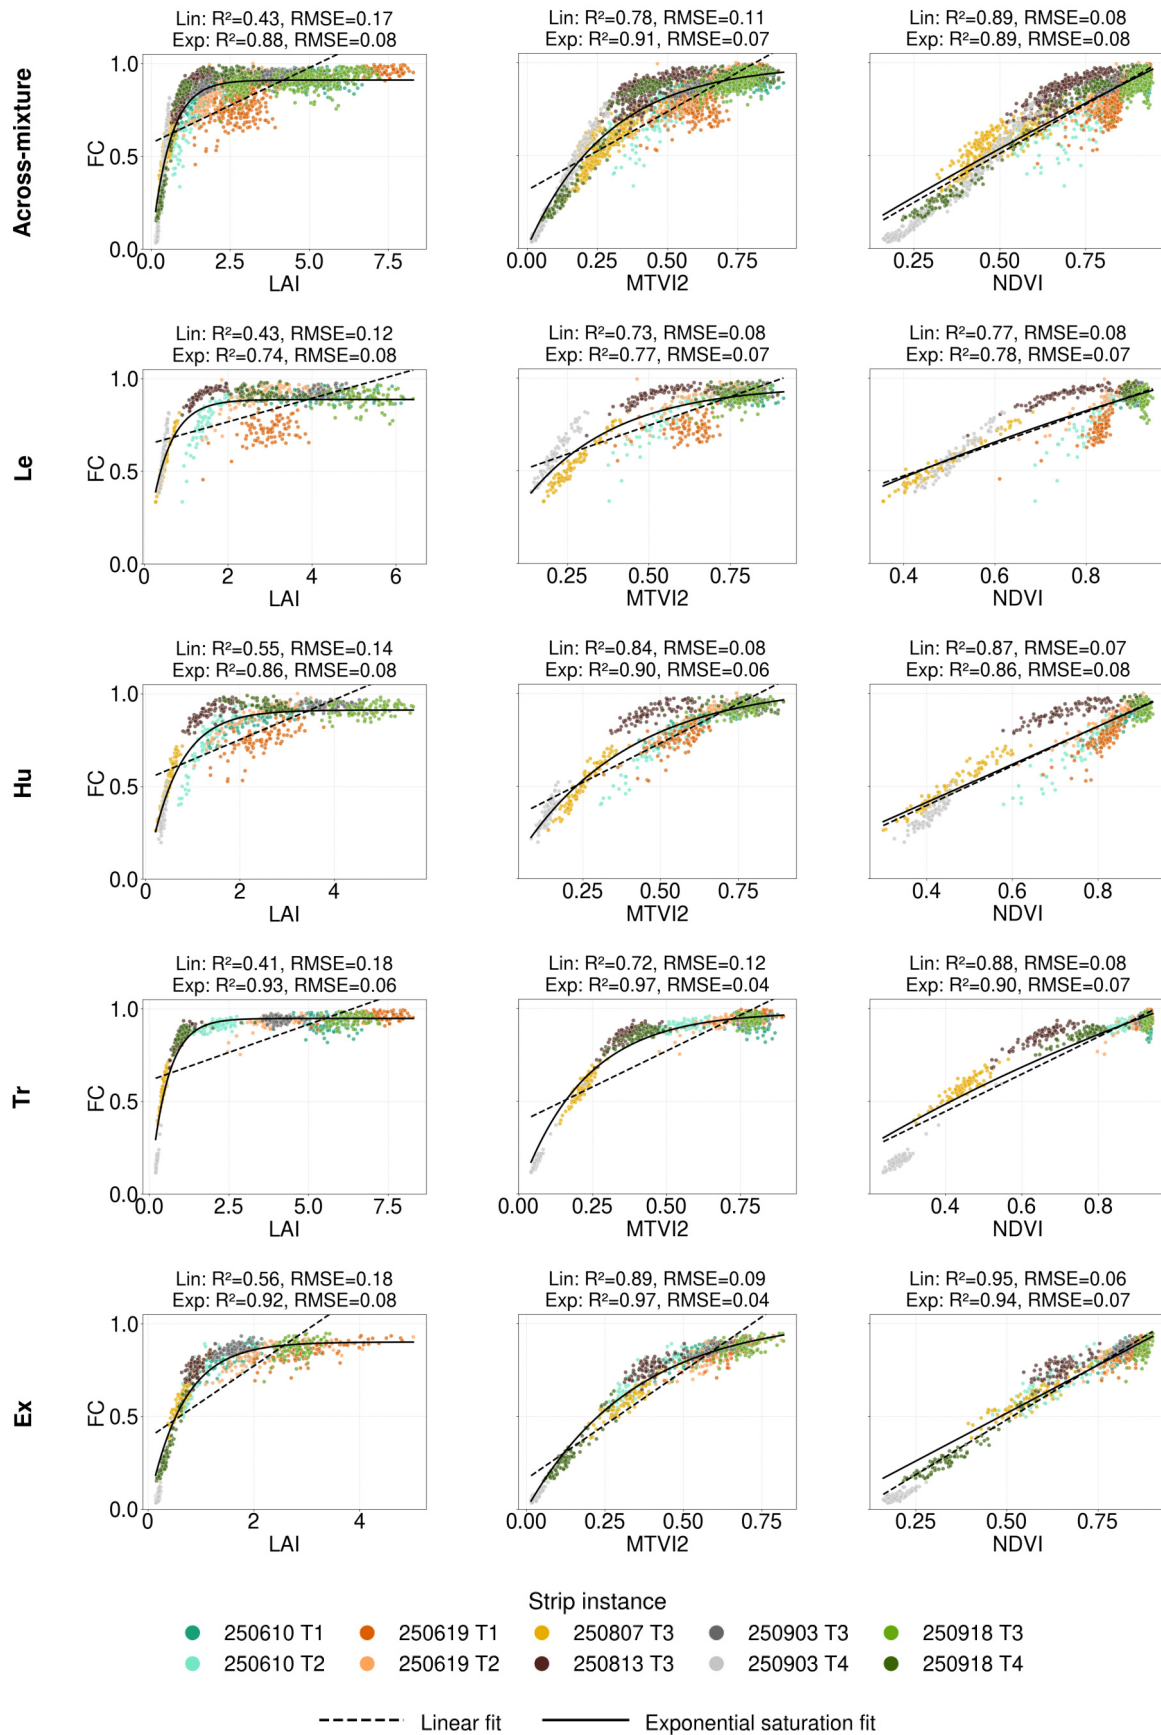 Lin: R²=0.43, RMSE=0.17
Exp: R²=0.88, RMSE=0.08
Lin: R²=0.78, RMSE=0.11
Exp: R²=0.91, RMSE=0.07
Lin: R²=0.89, RMSE=0.08
Exp: R²=0.89, RMSE=0.08
Across-mixture
FC
1.0
0.5
0.0
0.0 2.5 5.0 7.5
LAI
0.00 0.25 0.50 0.75
MTVI2
0.25 0.50 0.75
NDVI
Lin: R²=0.43, RMSE=0.12
Exp: R²=0.74, RMSE=0.08
Lin: R²=0.73, RMSE=0.08
Exp: R²=0.77, RMSE=0.07
Lin: R²=0.77, RMSE=0.08
Exp: R²=0.78, RMSE=0.07
Le
FC
1.0
0.5
0.0
0 2 4 6
LAI
0.25 0.50 0.75
MTVI2
0.4 0.6 0.8
NDVI
Lin: R²=0.55, RMSE=0.14
Exp: R²=0.86, RMSE=0.08
Lin: R²=0.84, RMSE=0.08
Exp: R²=0.90, RMSE=0.06
Lin: R²=0.87, RMSE=0.07
Exp: R²=0.86, RMSE=0.08
Hu
FC
1.0
0.5
0.0
0 2 4
LAI
0.25 0.50 0.75
MTVI2
0.4 0.6 0.8
NDVI
Lin: R²=0.41, RMSE=0.18
Exp: R²=0.93, RMSE=0.06
Lin: R²=0.72, RMSE=0.12
Exp: R²=0.97, RMSE=0.04
Lin: R²=0.88, RMSE=0.08
Exp: R²=0.90, RMSE=0.07
Tr
FC
1.0
0.5
0.0
0.0 2.5 5.0 7.5
LAI
0.00 0.25 0.50 0.75
MTVI2
0.4 0.6 0.8
NDVI
Lin: R²=0.56, RMSE=0.18
Exp: R²=0.92, RMSE=0.08
Lin: R²=0.89, RMSE=0.09
Exp: R²=0.97, RMSE=0.04
Lin: R²=0.95, RMSE=0.06
Exp: R²=0.94, RMSE=0.07
Ex
FC
1.0
0.5
0.0
0 2 4
LAI
0.00 0.25 0.50 0.75
MTVI2
0.25 0.50 0.75
NDVI
Strip instance
250610 T1 250619 T1 250807 T3 250903 T3 250918 T3
250610 T2 250619 T2 250813 T3 250903 T4 250918 T4
Linear fit Exponential saturation fit